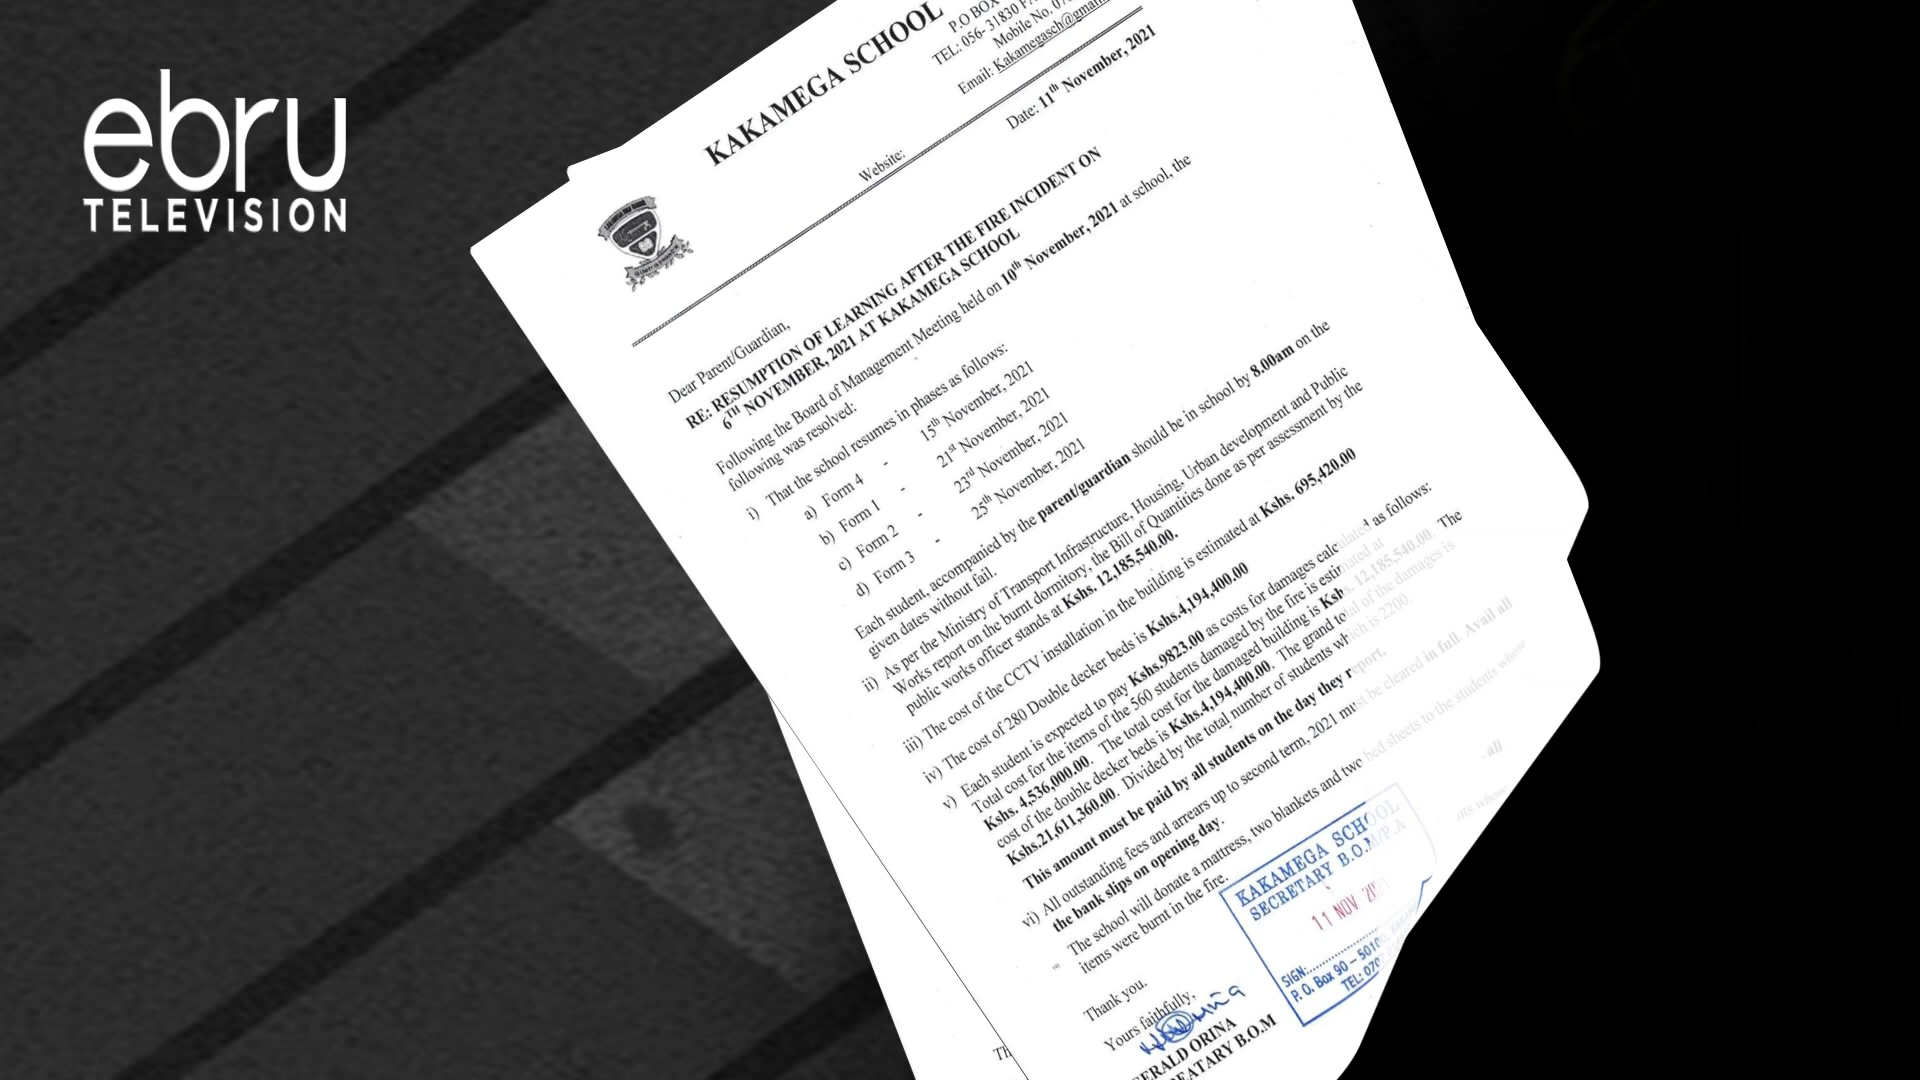 ebru
TELEVISION
KAKAMEGA SCHOOL
P.O BOX
TEL: 056- 31830
Mobile No.
Email: Kakamegasch@gmail
Website:
Date: 11th November, 2021
Dear Parent/Guardian,
RE: RESUMPTION OF LEARNING AFTER THE FIRE INCIDENT ON
6TH NOVEMBER, 2021 AT KAKAMEGA SCHOOL
Following the Board of Management Meeting held on 10th November, 2021 at school, the
following was resolved:
i) That the school resumes in phases as follows:
a) Form 4 - 15th November, 2021
b) Form 1 - 21st November, 2021
c) Form 2 - 23rd November, 2021
d) Form 3 - 25th November, 2021
Each student, accompanied by the parent/guardian should be in school by 8.00am on the
given dates without fail.
ii) As per the Ministry of Transport Infrastructure, Housing, Urban development and Public
Works report on the burnt dormitory, the Bill of Quantities done as per assessment by the
public works officer stands at Kshs. 12,185,540.00.
iii) The cost of the CCTV installation in the building is estimated at Kshs. 695,420.00
iv) The cost of 280 Double decker beds is Kshs.4,194,400.00
v) Each student is expected to pay Kshs.9823.00 as costs for damages calculated as follows:
Total cost for the items of the 560 students damaged by the fire is estimated at
Kshs. 4,536,000.00. The total cost for the damaged building is Kshs. 12,185,540.00. The
cost of the double decker beds is Kshs.4,194,400.00. The grand total of the damages is
Kshs.21,611,360.00. Divided by the total number of students which is 2200.
This amount must be paid by all students on the day they report.
vi) All outstanding fees and arrears up to second term, 2021 must be cleared in full. Avail all
the bank slips on opening day.
The school will donate a mattress, two blankets and two bed sheets to the students whose
items were burnt in the fire.
all
Thank you.
Yours faithfully,
GERALD ORINA
B.O.M
KAKAMEGA SCHOOL
SECRETARY B.O.M/P.A
11 NOV
SIGN:
P. O. Box 90 – 50100, KAKAMEGA
TEL: